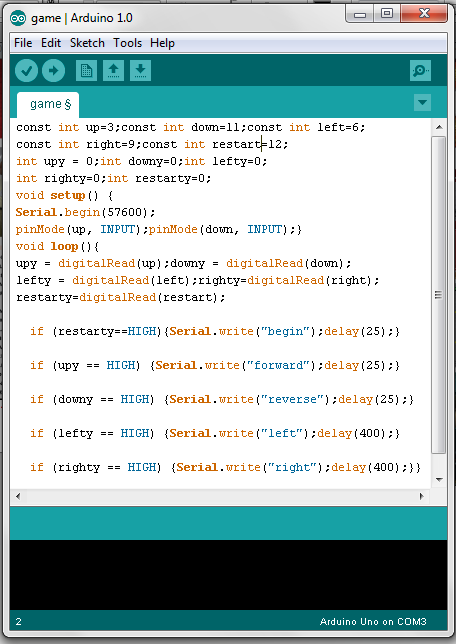 game | Arduino 1.0
File Edit Sketch Tools Help
game §
const int up=3;const int down=11;const int left=6;
const int right=9;const int restart=12;
int upy = 0;int downy=0;int lefty=0;
int righty=0;int restarty=0;
void setup() {
Serial.begin(57600);
pinMode(up, INPUT);pinMode(down, INPUT);}
void loop(){
upy = digitalRead(up);downy = digitalRead(down);
lefty = digitalRead(left);righty=digitalRead(right);
restarty=digitalRead(restart);
if (restarty==HIGH){Serial.write("begin");delay(25);}
if (upy == HIGH) {Serial.write("forward");delay(25);}
if (downy == HIGH) {Serial.write("reverse");delay(25);}
if (lefty == HIGH) {Serial.write("left");delay(400);}
if (righty == HIGH) {Serial.write("right");delay(400);}}
2 Arduino Uno on COM3